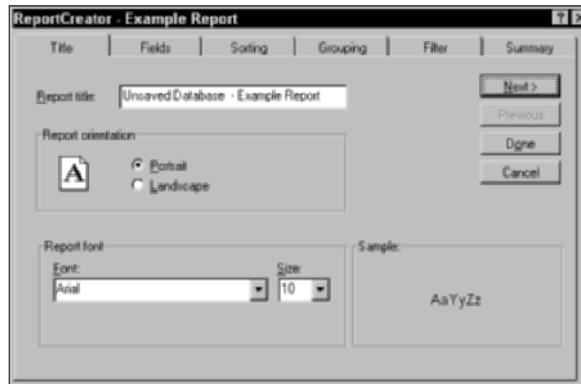 ReportCreator - Example Report
Title Fields Sorting Grouping Filter Summary
Report title: Unsaved Database - Example Report
Next >
Previous
Report orientation
Done
A
Portrait
Cancel
Landscape
Report font
Sample:
Font: Size:
Arial 10
AaYyZz